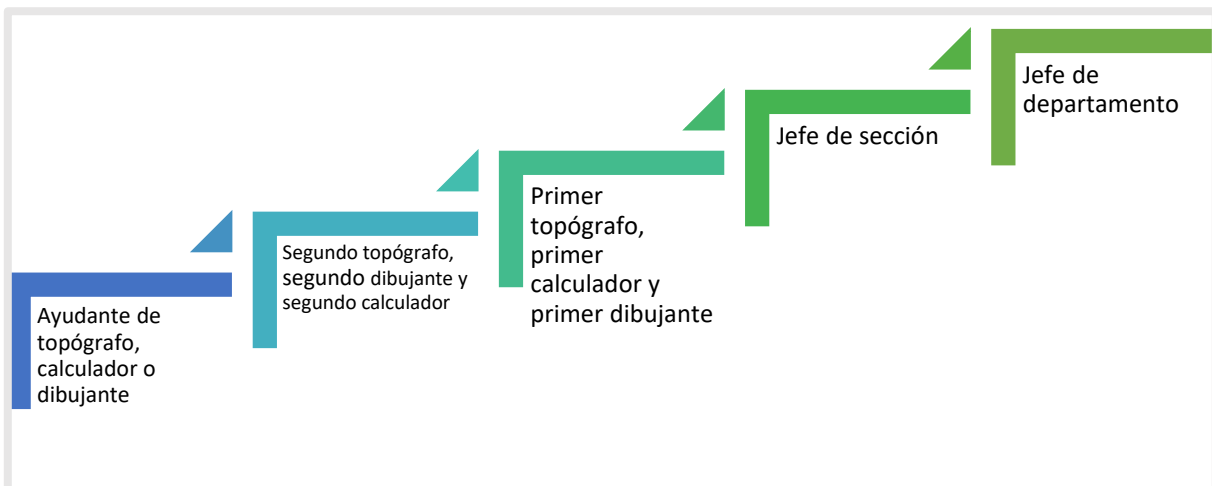 Ayudante de
topógrafo,
calculador o
dibujante
Segundo topógrafo,
segundo dibujante y
segundo calculador
Primer
topógrafo,
primer
calculador y
primer dibujante
Jefe de sección
Jefe de
departamento